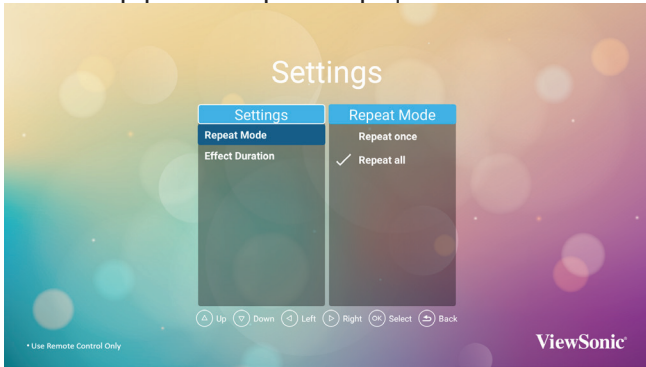 Settings
Settings
Repeat Mode
Repeat Mode
Repeat once
Effect Duration
Repeat all
Up Down Left Right OK Select Back
• Use Remote Control Only
ViewSonic®